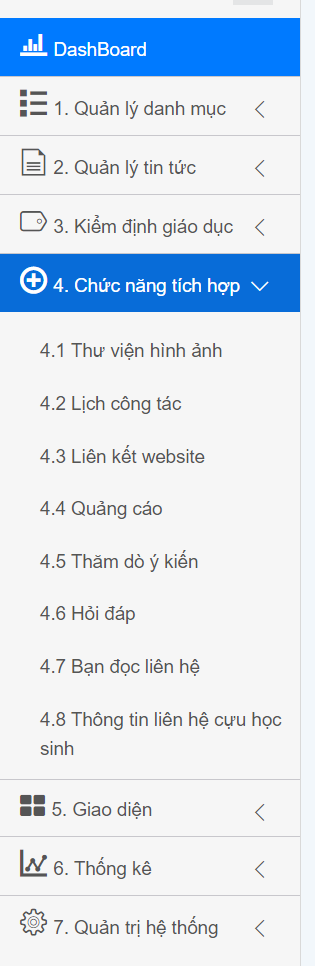 DashBoard
1. Quản lý danh mục
2. Quản lý tin tức
3. Kiểm định giáo dục
4. Chức năng tích hợp
4.1 Thư viện hình ảnh
4.2 Lịch công tác
4.3 Liên kết website
4.4 Quảng cáo
4.5 Thăm dò ý kiến
4.6 Hỏi đáp
4.7 Bạn đọc liên hệ
4.8 Thông tin liên hệ cựu học
sinh
5. Giao diện
6. Thống kê
7. Quản trị hệ thống